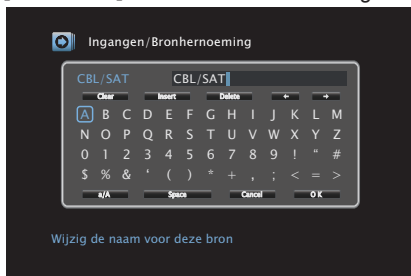 Ingangen/Bronhernoeming
CBL/SAT CBL/SAT
Clear Insert Delete ← →
A B C D E F G H I J K L M
N O P Q R S T U V W X Y Z
0 1 2 3 4 5 6 7 8 9 ! “ #
$ % & ‘ ( ) * + , ; < = >
a/A Space Cancel OK
Wijzig de naam voor deze bron